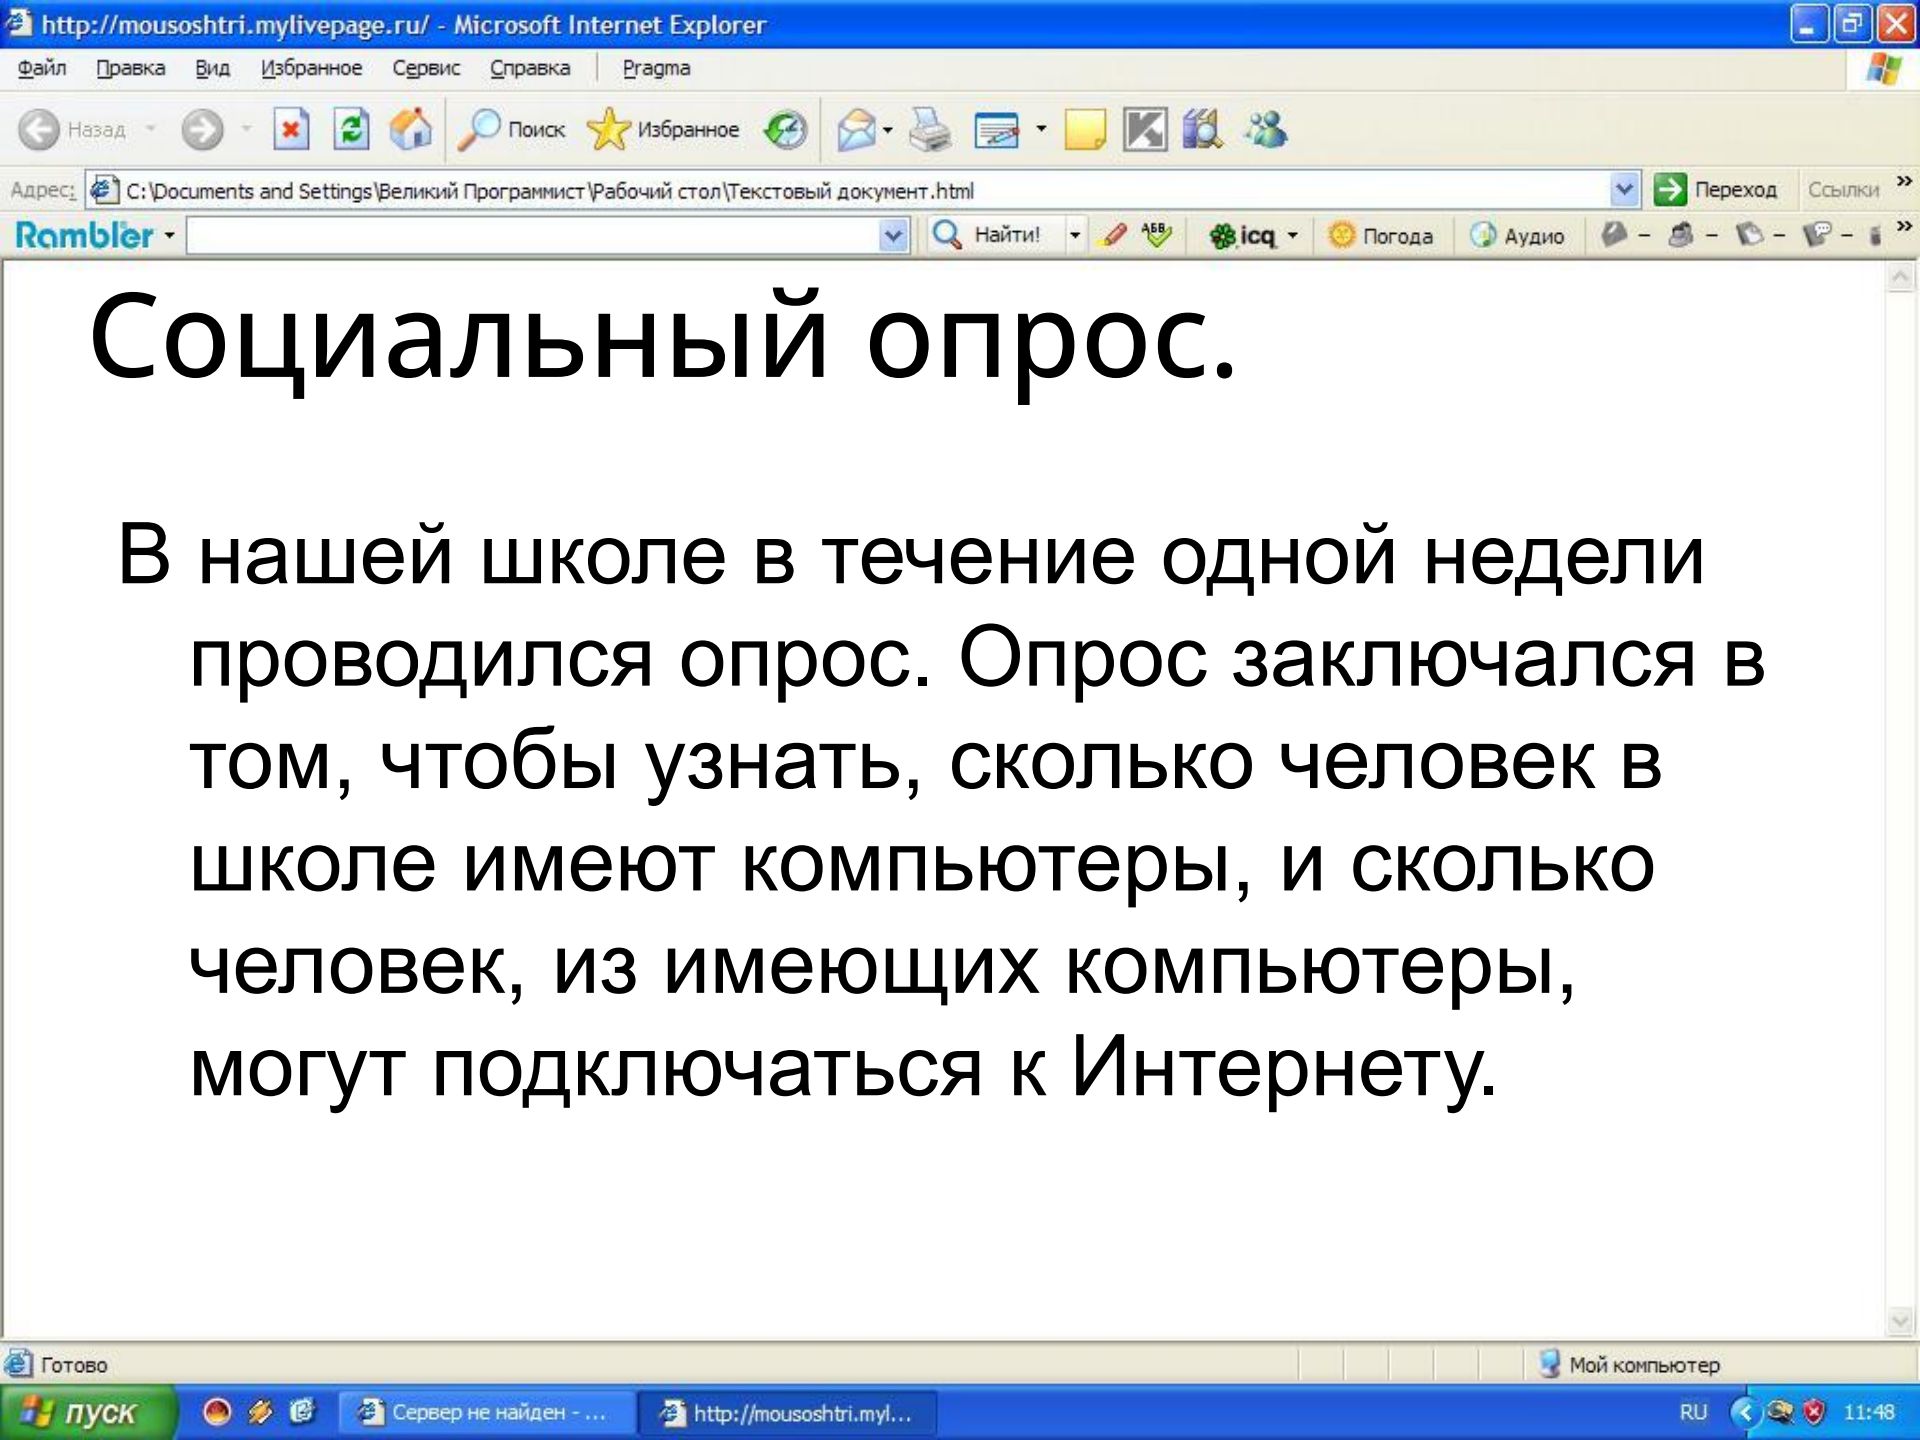 http://mousoshtri.mylivepage.ru/ - Microsoft Internet Explorer
Файл Правка Вид Избранное Сервис Справка Pragma
Назад Поиск Избранное
Адрес: C:\Documents and Settings\Великий Программист\Рабочий стол\Текстовый документ.html Переход Ссылки »
Rambler Найти! АБВ icq Погода Аудио »
Социальный опрос.
В нашей школе в течение одной недели
проводился опрос. Опрос заключался в
том, чтобы узнать, сколько человек в
школе имеют компьютеры, и сколько
человек, из имеющих компьютеры,
могут подключаться к Интернету.
Готово Мой компьютер
пуск Сервер не найден - ... http://mousoshtri.myl... RU 11:48